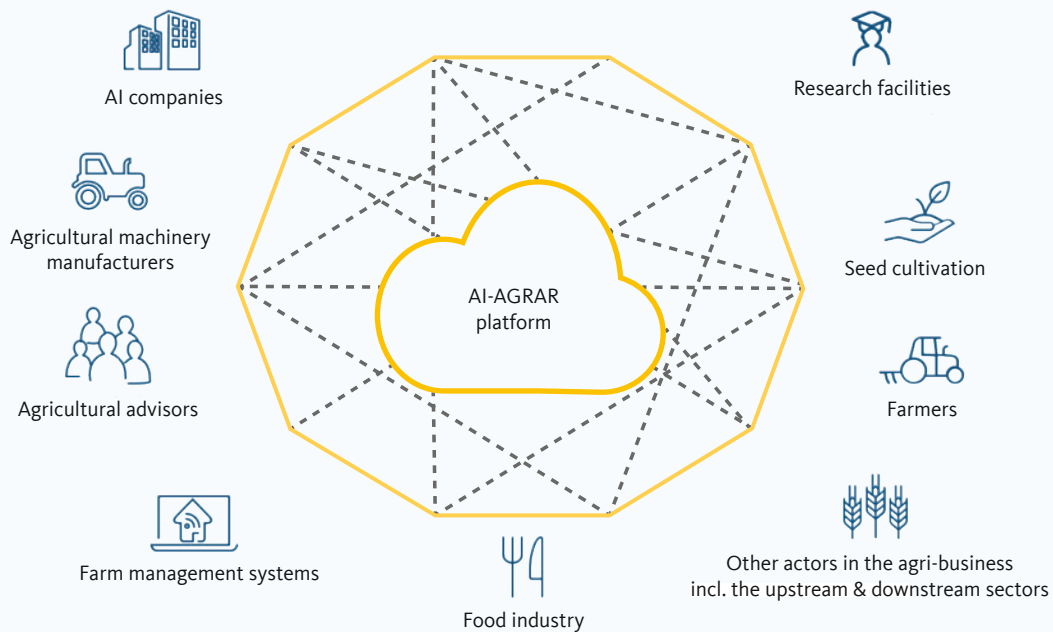 AI companies
Research facilities
Agricultural machinery
manufacturers
Seed cultivation
AI-AGRAR
platform
Agricultural advisors
Farmers
Farm management systems
Food industry
Other actors in the agri-business
incl. the upstream & downstream sectors